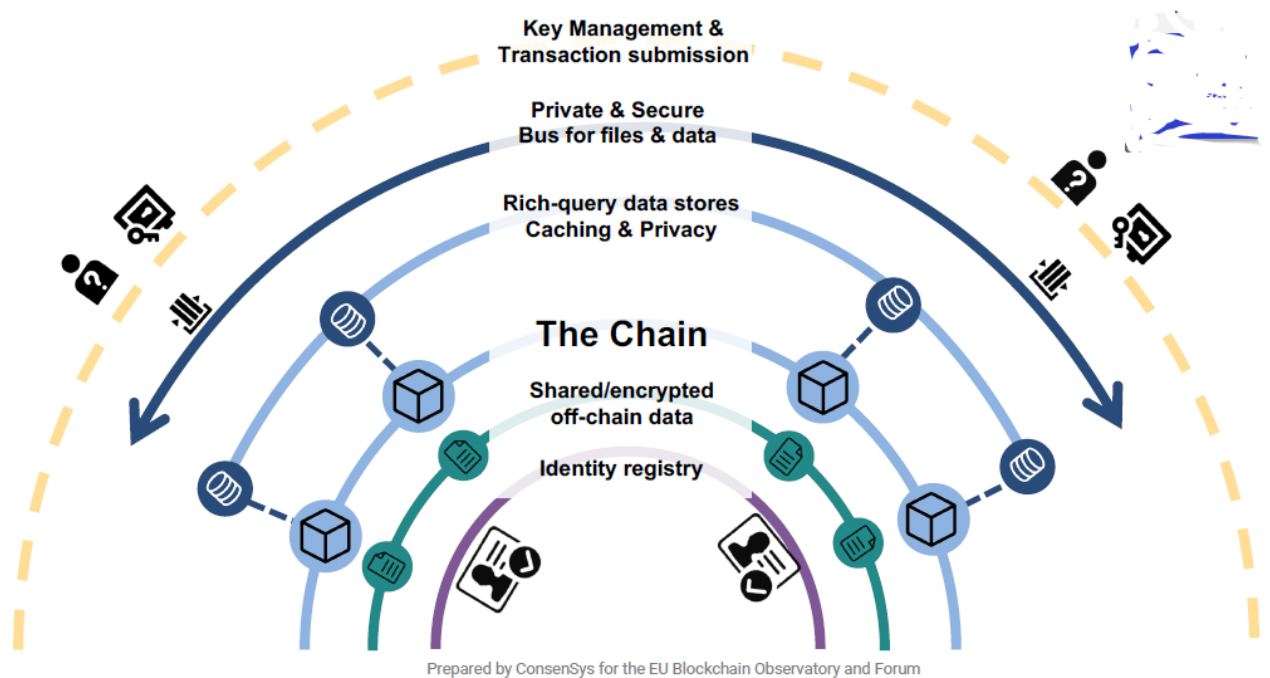 Key Management &
Transaction submission
Private & Secure
Bus for files & data
Rich-query data stores
Caching & Privacy
The Chain
Shared/encrypted
off-chain data
Identity registry
Prepared by ConsenSys for the EU Blockchain Observatory and Forum